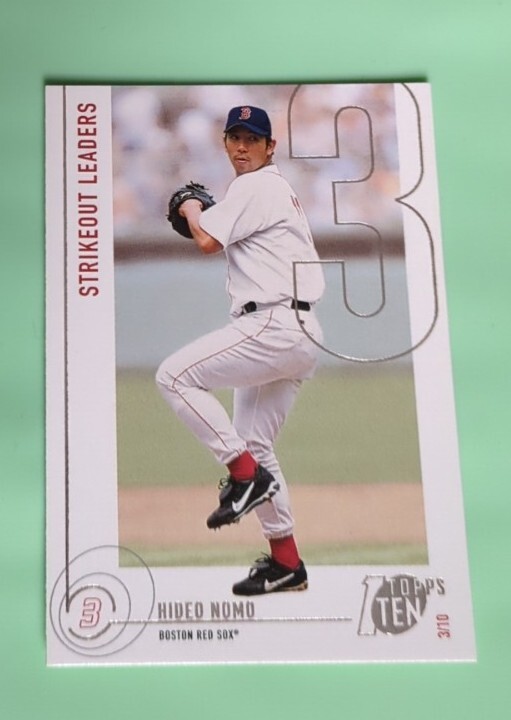 STRIKEOUT LEADERS
B
3
3
HIDEO NOMO
BOSTON RED SOX®
TOPPS
TEN
3/10